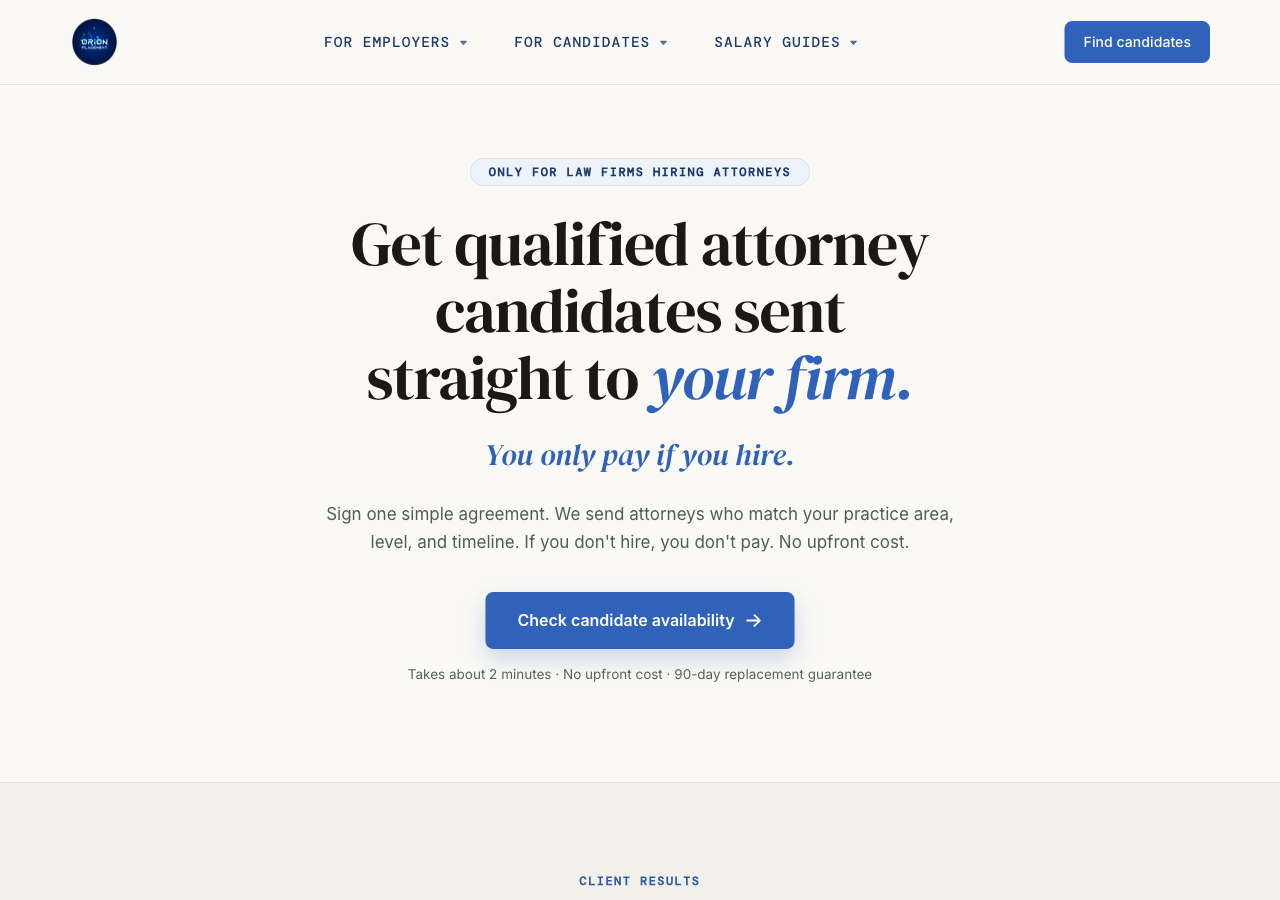 ORION
PLACEMENT
FOR EMPLOYERS
FOR CANDIDATES
SALARY GUIDES
Find candidates
ONLY FOR LAW FIRMS HIRING ATTORNEYS
Get qualified attorney
candidates sent
straight to your firm.
You only pay if you hire.
Sign one simple agreement. We send attorneys who match your practice area,
level, and timeline. If you don't hire, you don't pay. No upfront cost.
Check candidate availability →
Takes about 2 minutes · No upfront cost · 90-day replacement guarantee
CLIENT RESULTS